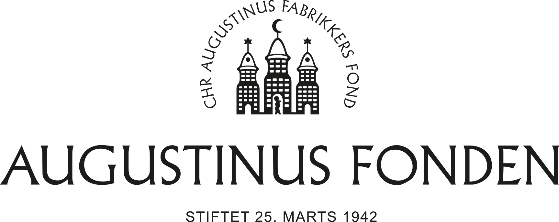 CHR AUGUSTINUS FABRIKKERS FOND
AUGUSTINUS FONDEN
STIFTET 25. MARTS 1942